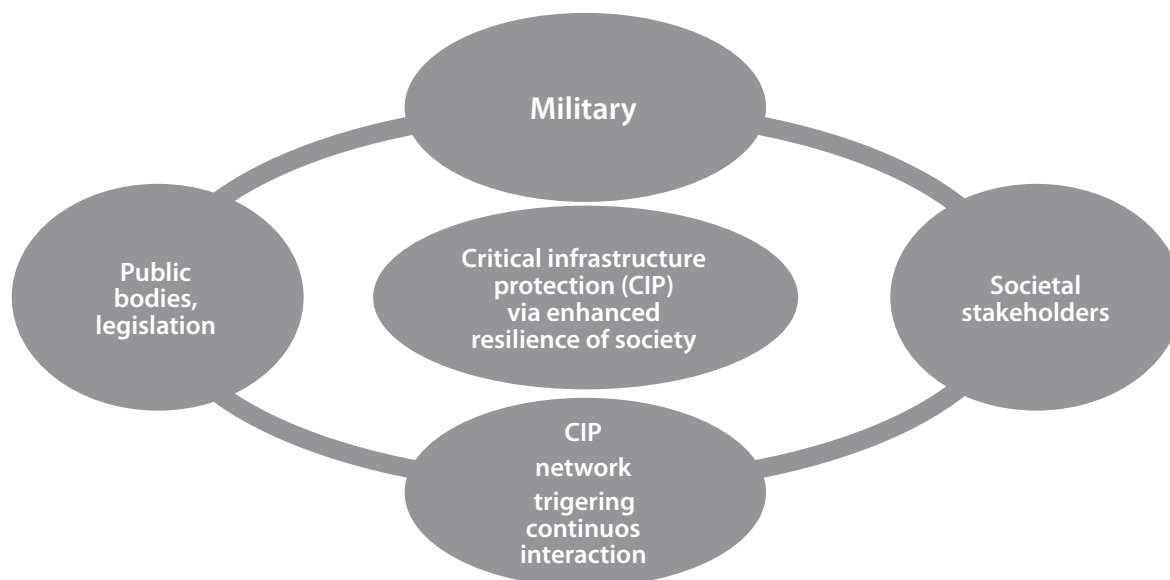 Military
Public
bodies,
legislation
Critical infrastructure
protection (CIP)
via enhanced
resilience of society
Societal
stakeholders
CIP
network
trigering
continuos
interaction